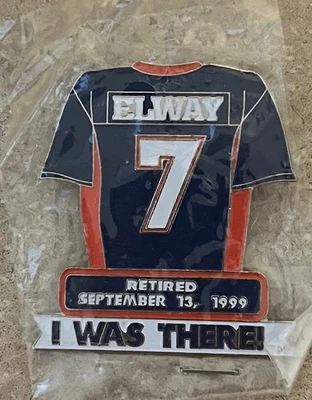 ELWAY
7
RETIRED
SEPTEMBER 13, 1999
I WAS THERE!